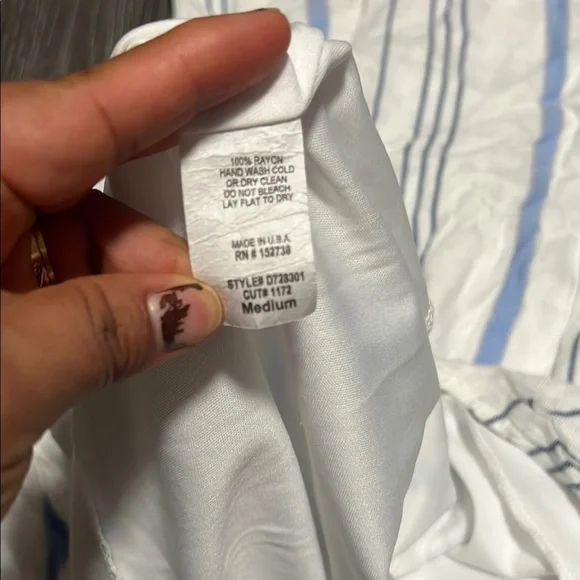 100% RAYON
HAND WASH COLD
OR DRY CLEAN
DO NOT BLEACH
LAY FLAT TO DRY
MADE IN U.S.A.
RN # 152738
STYLE# D728301
CUT# 1172
Medium